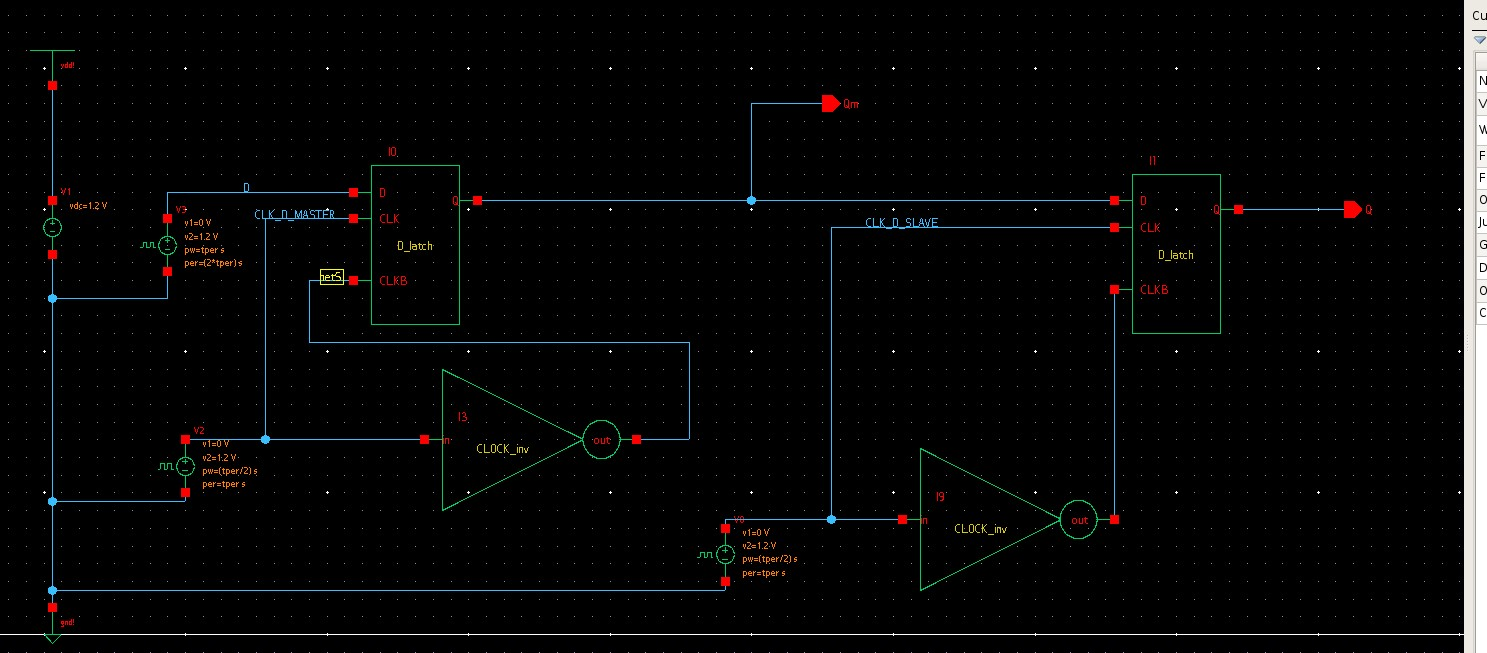 Cu
vdd!
N
V
Qm
W
I0
I1
F
F
V1
vdc=1.2 V
D
D
Q
D
Q
Q
O
V3
v1=0 V
v2=1.2 V
pw=tper s
per=(2*tper) s
CLK_D_MASTER
CLK
CLK_D_SLAVE
CLK
Ju
G
D_latch
D_latch
D
net5
CLKB
CLKB
O
C
I3
V2
v1=0 V
v2=1.2 V
pw=(tper/2) s
per=tper s
in
CLOCK_inv
out
I9
V0
v1=0 V
v2=1.2 V
pw=(tper/2) s
per=tper s
in
CLOCK_inv
out
gnd!